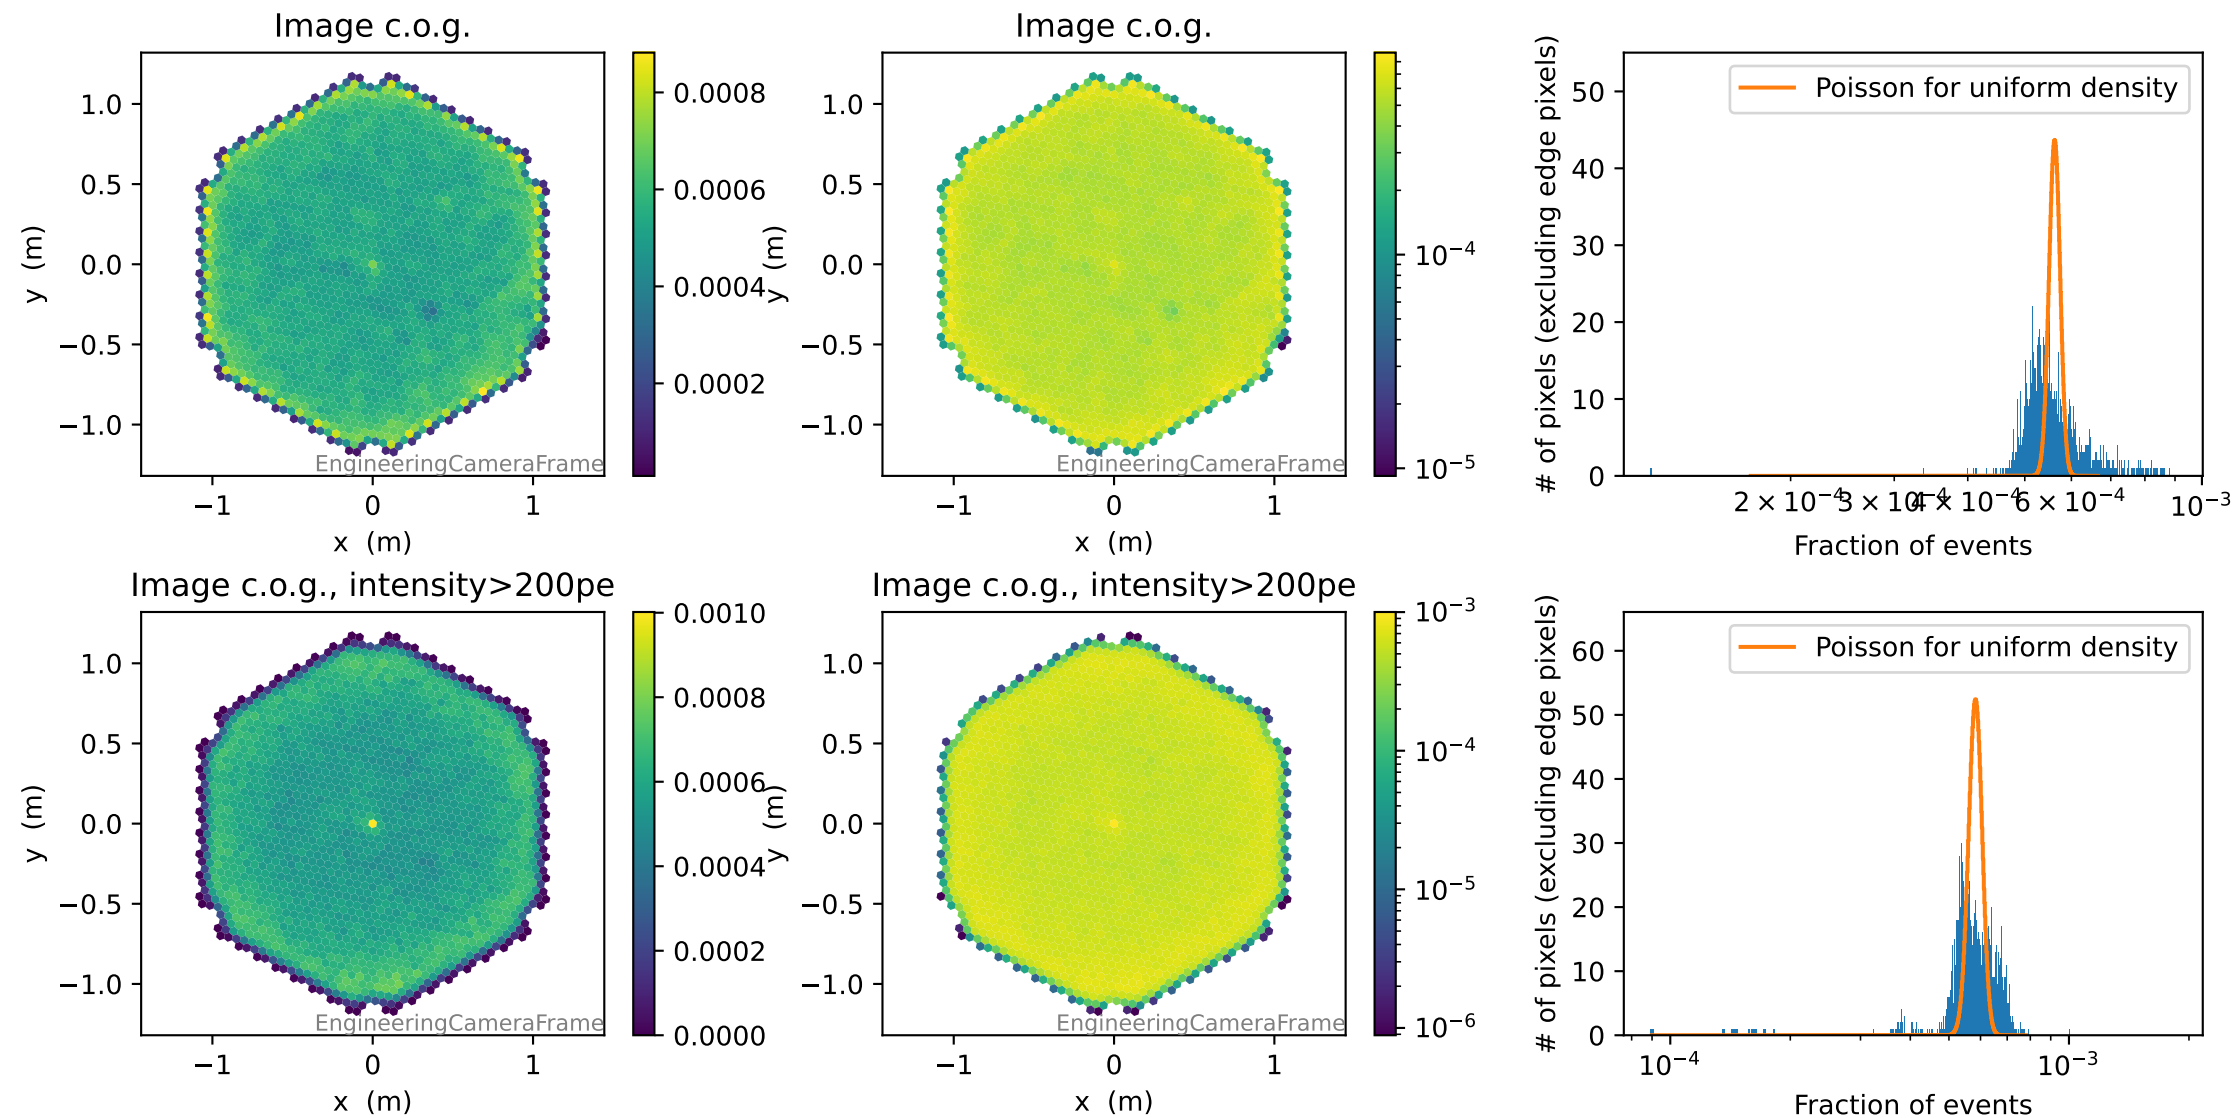 Image c.o.g.
1.0
0.5
0.0
−0.5
−1.0
y (m)
−1
0
1
x (m)
EngineeringCameraFrame
0.0008
0.0006
0.0004
0.0002
Image c.o.g.
1.0
0.5
0.0
−0.5
−1.0
y (m)
−1
0
1
x (m)
EngineeringCameraFrame
10⁻⁴
10⁻⁵
# of pixels (excluding edge pixels)
50
40
30
20
10
0
Poisson for uniform density
2 × 10⁻⁴
3 × 10⁻⁴
4 × 10⁻⁴
6 × 10⁻⁴
10⁻³
Fraction of events
Image c.o.g., intensity>200pe
1.0
0.5
0.0
−0.5
−1.0
y (m)
−1
0
1
x (m)
EngineeringCameraFrame
0.0010
0.0008
0.0006
0.0004
0.0002
0.0000
Image c.o.g., intensity>200pe
1.0
0.5
0.0
−0.5
−1.0
y (m)
−1
0
1
x (m)
EngineeringCameraFrame
10⁻³
10⁻⁴
10⁻⁵
10⁻⁶
# of pixels (excluding edge pixels)
60
50
40
30
20
10
0
Poisson for uniform density
10⁻⁴
10⁻³
Fraction of events